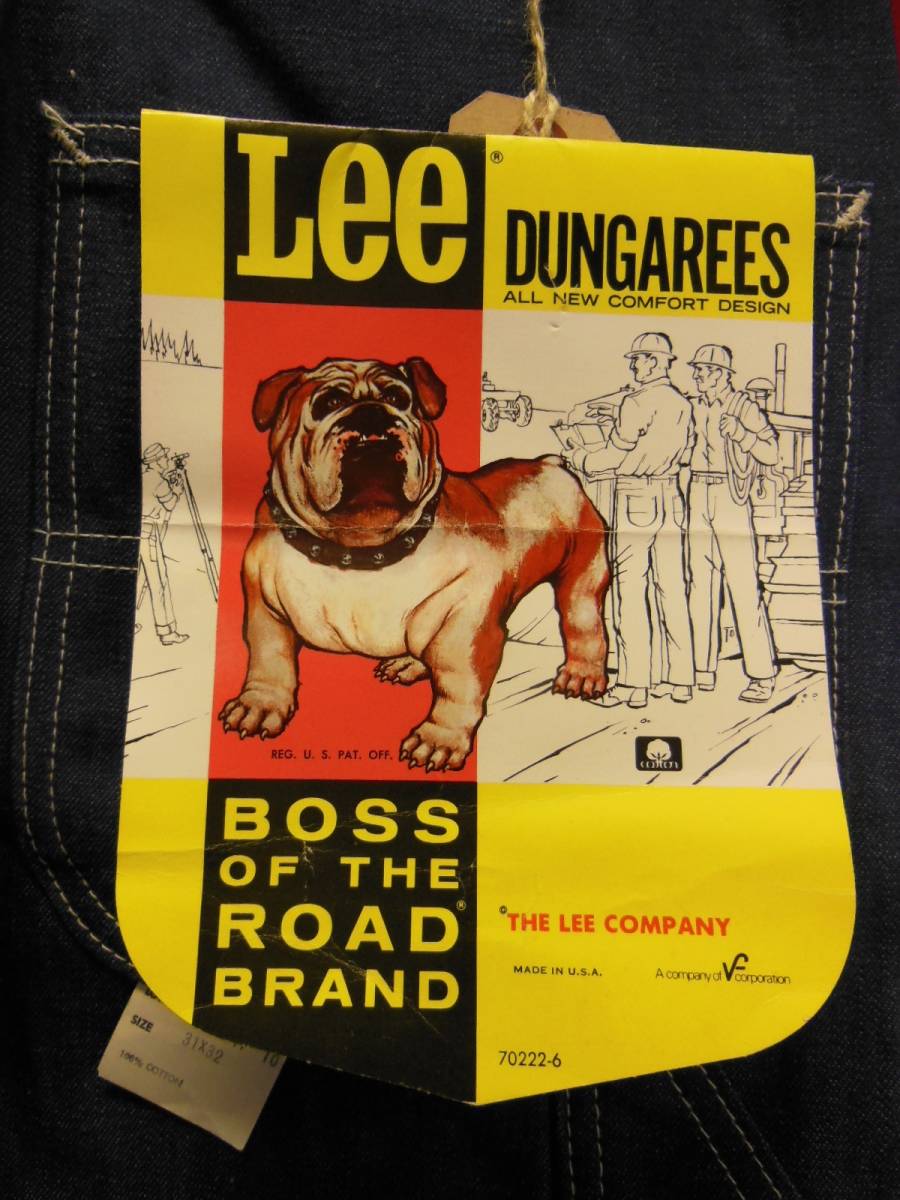 Lee®
DUNGAREES
ALL NEW COMFORT DESIGN
REG. U. S. PAT. OFF.
cotton
BOSS
OF THE
ROAD®
BRAND
©THE LEE COMPANY
MADE IN U.S.A.
A company of VF corporation
70222-6
SIZE 31X32 10
100% COTTON